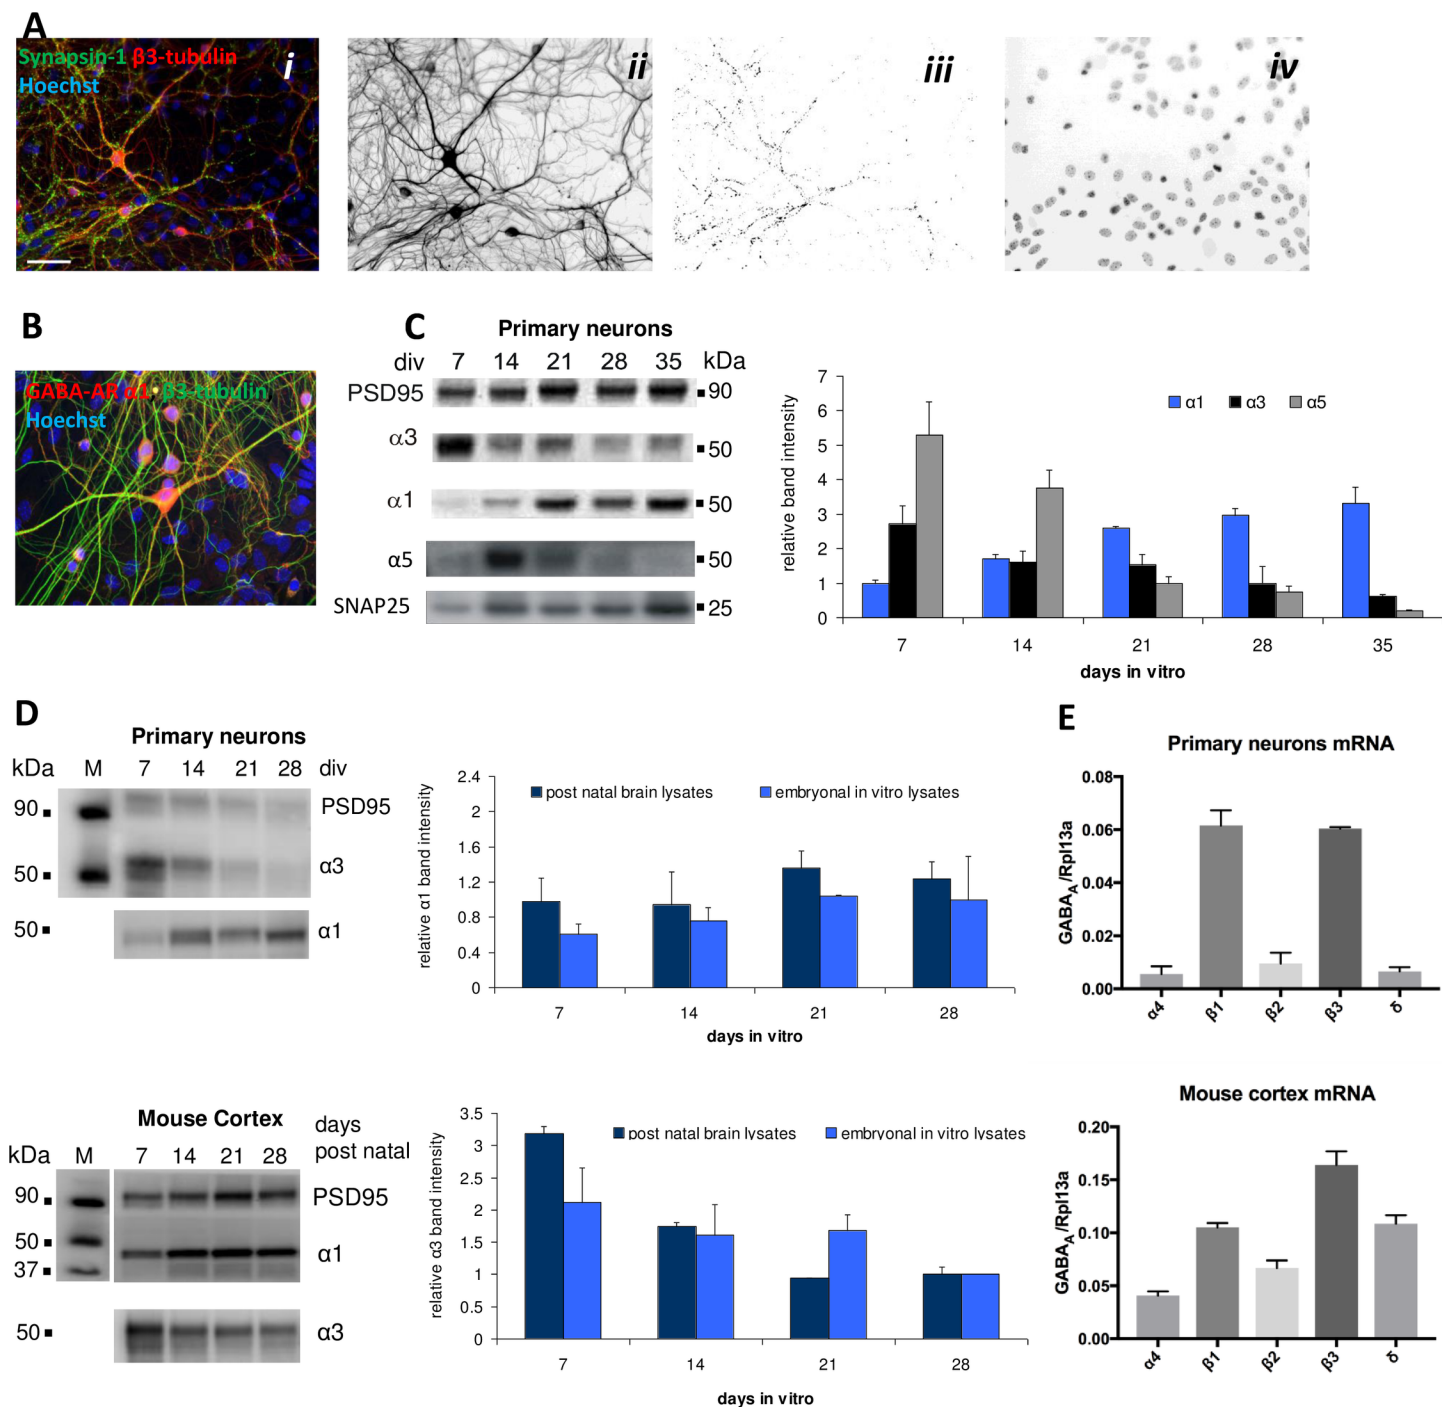 A
Synapsin-1 β3-tubulin
Hoechst
i
ii
iii
iv
B
GABA-AR α1 β3-tubulin
Hoechst
C
Primary neurons
div 7 14 21 28 35 kDa
PSD95 90
α3 50
α1 50
α5 50
SNAP25 25
relative band intensity
7
6
5
4
3
2
1
0
α1 α3 α5
7 14 21 28 35
days in vitro
D
Primary neurons
kDa M 7 14 21 28 div
90 PSD95
50 α3
50 α1
relative α1 band intensity
2.4
2
1.6
1.2
0.8
0.4
0
post natal brain lysates embryonal in vitro lysates
7 14 21 28
days in vitro
Mouse Cortex
days
post natal
kDa M 7 14 21 28
90 PSD95
50 α1
37
50 α3
relative α3 band intensity
3.5
3
2.5
2
1.5
1
0.5
0
post natal brain lysates embryonal in vitro lysates
7 14 21 28
days in vitro
E
Primary neurons mRNA
GABAA/Rpl13a
0.08
0.06
0.04
0.02
0.00
α4 β1 β2 β3 δ
Mouse cortex mRNA
GABAA/Rpl13a
0.20
0.15
0.10
0.05
0.00
α4 β1 β2 β3 δ